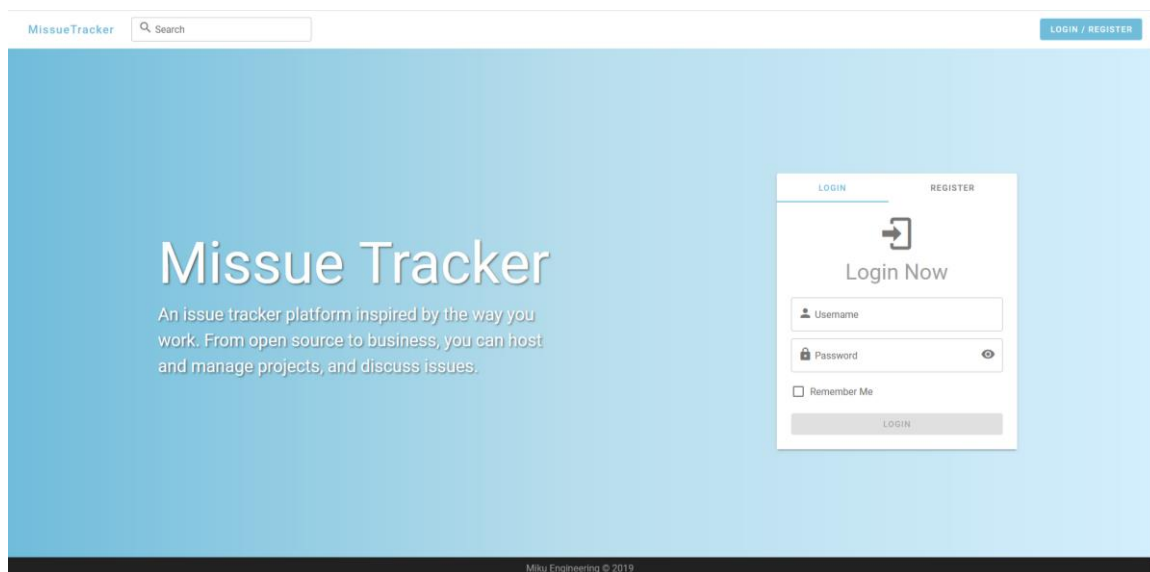 MissueTracker
Search
LOGIN / REGISTER
LOGIN
REGISTER
Missue Tracker
An issue tracker platform inspired by the way you
work. From open source to business, you can host
and manage projects, and discuss issues.
Login Now
Username
Password
Remember Me
LOGIN
Miku Engineering © 2019